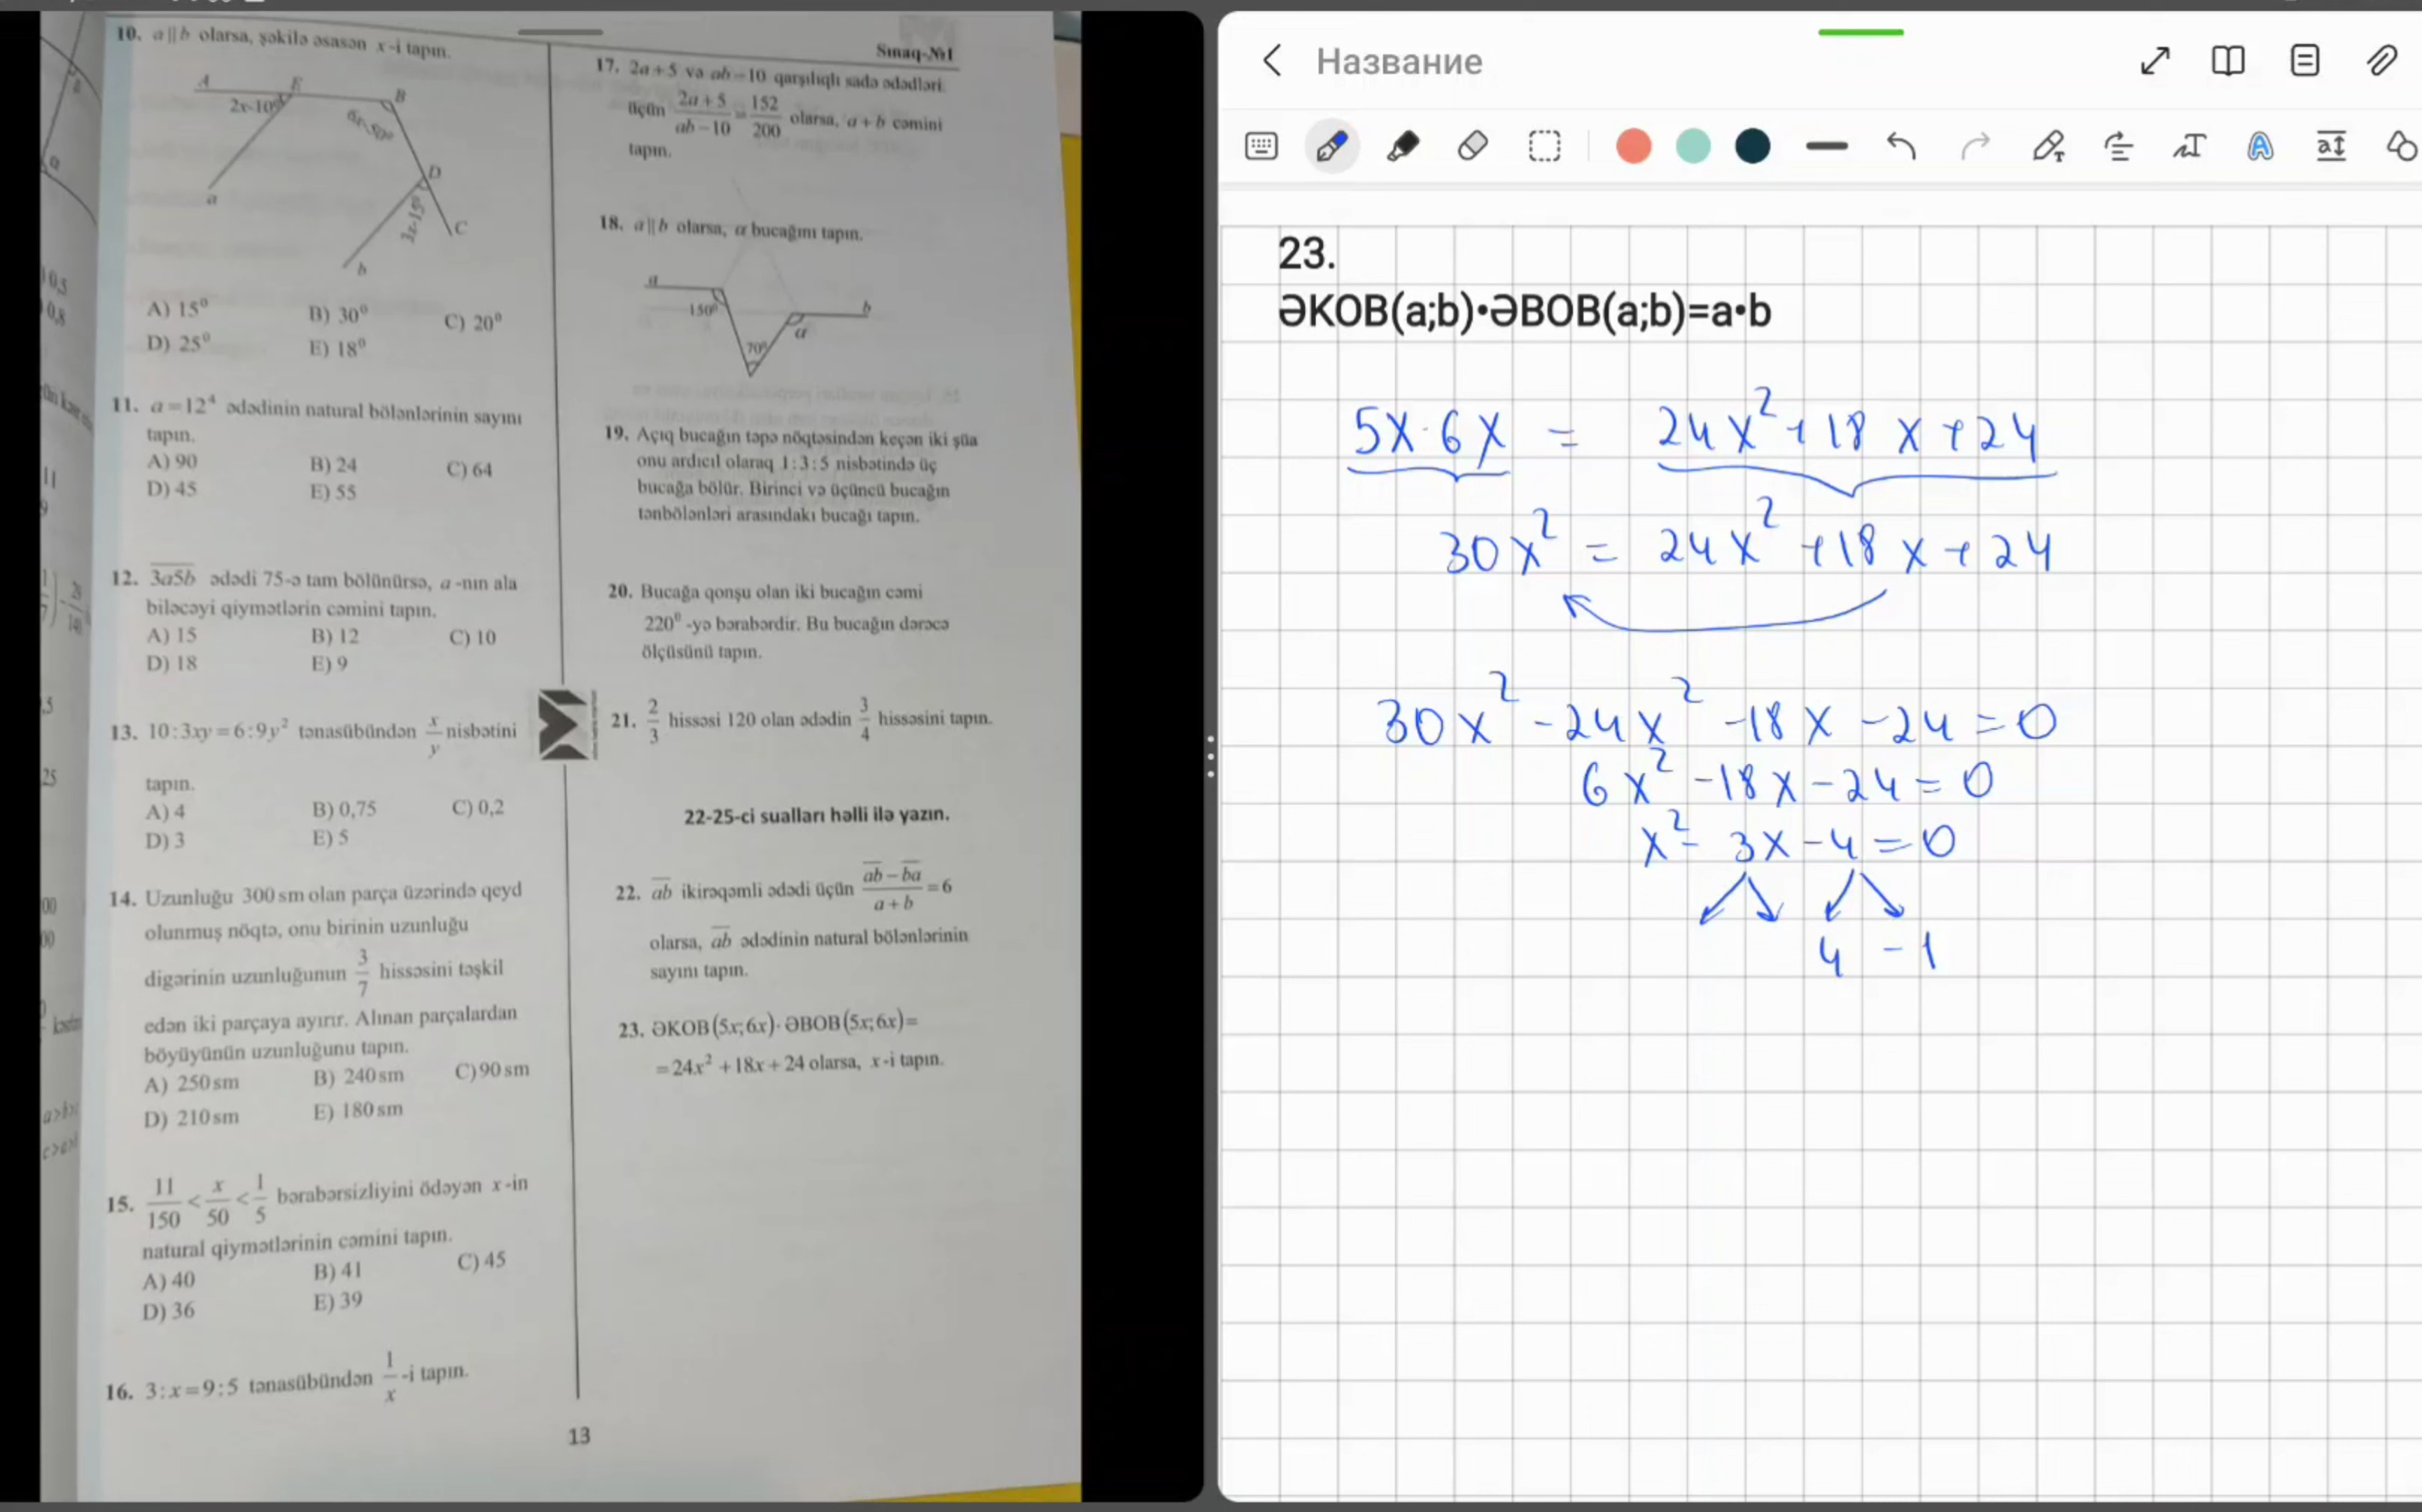 10. a || b olarsa, şəkilə əsasən x-i tapın.
A E B
2x-10°
6x-50°
D
3x-15°
C
a
b
A) 15° B) 30° C) 20°
D) 25° E) 18°
11. a=12⁴ ədədinin natural bölənlərinin sayını
tapın.
A) 90 B) 24 C) 64
D) 45 E) 55
12. 3a5b ədədi 75-ə tam bölünürsə, a -nın ala
biləcəyi qiymətlərin cəmini tapın.
A) 15 B) 12 C) 10
D) 18 E) 9
13. 10:3xy=6:9y² tənasübündən x/y nisbətini
tapın.
A) 4 B) 0,75 C) 0,2
D) 3 E) 5
14. Uzunluğu 300 sm olan parça üzərində qeyd
olunmuş nöqtə, onu birinin uzunluğu
digərinin uzunluğunun 3/7 hissəsini təşkil
edən iki parçaya ayırır. Alınan parçalardan
böyüyünün uzunluğunu tapın.
A) 250 sm B) 240 sm C) 90 sm
D) 210 sm E) 180 sm
15. 11/150 < x/50 < 1/5 bərabərsizliyini ödəyən x-in
natural qiymətlərinin cəmini tapın.
A) 40 B) 41 C) 45
D) 36 E) 39
16. 3:x=9:5 tənasübündən 1/x -i tapın.
Sınaq-№1
17. 2a+5 və ab-10 qarşılıqlı sadə ədədləri
üçün (2a+5)/(ab-10) = 152/200 olarsa, a+b cəmini
tapın.
18. a || b olarsa, α bucağını tapın.
a
150°
b
α
70°
19. Açıq bucağın təpə nöqtəsindən keçən iki şüa
onu ardıcıl olaraq 1:3:5 nisbətində üç
bucağa bölür. Birinci və üçüncü bucağın
tənbölənləri arasındakı bucağı tapın.
20. Bucağa qonşu olan iki bucağın cəmi
220° -yə bərabərdir. Bu bucağın dərəcə
ölçüsünü tapın.
21. 2/3 hissəsi 120 olan ədədin 3/4 hissəsini tapın.
22-25-ci sualları həlli ilə yazın.
22. ab ikirəqəmli ədədi üçün (ab-ba)/(a+b) = 6
olarsa, ab ədədinin natural bölənlərinin
sayını tapın.
23. ƏKOB(5x;6x)·ƏBOB(5x;6x)=
=24x²+18x+24 olarsa, x-i tapın.
13
Название
23.
ƏKOB(a;b)•ƏBOB(a;b)=a•b
5x·6x = 24x²+18x+24
30x² = 24x²+18x+24
30x²-24x²-18x-24=0
6x²-18x-24=0
x²-3x-4=0
4 -1